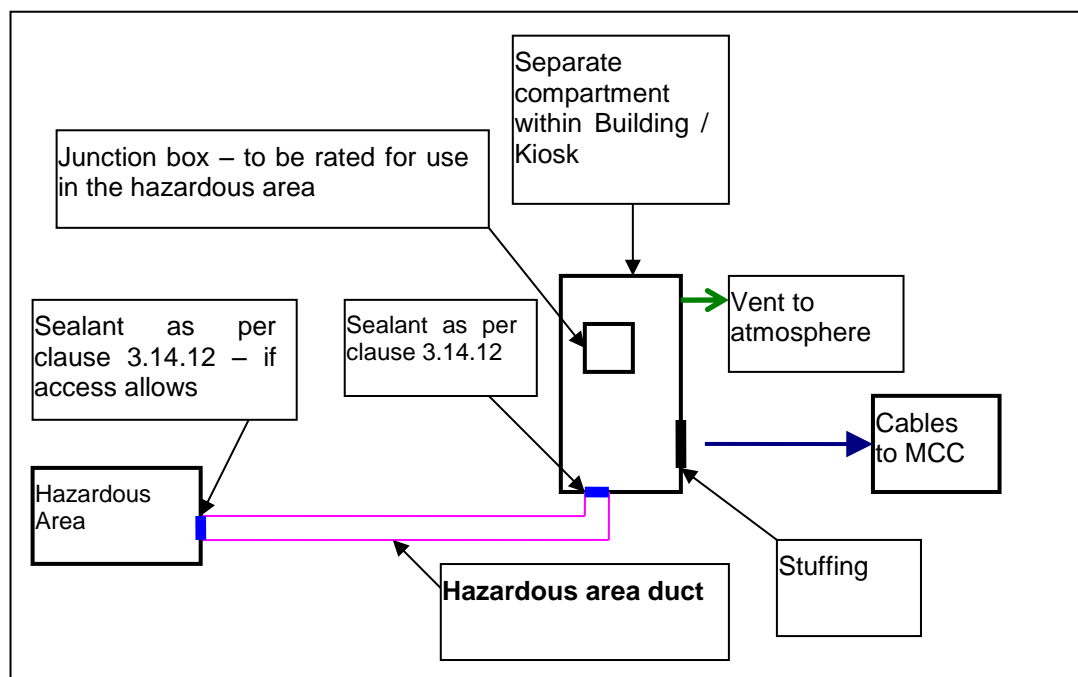 Separate
compartment
within Building /
Kiosk
Junction box – to be rated for use
in the hazardous area
Sealant as per
clause 3.14.12 – if
access allows
Sealant as per
clause 3.14.12
Vent to
atmosphere
Cables
to MCC
Hazardous
Area
Stuffing
Hazardous area duct